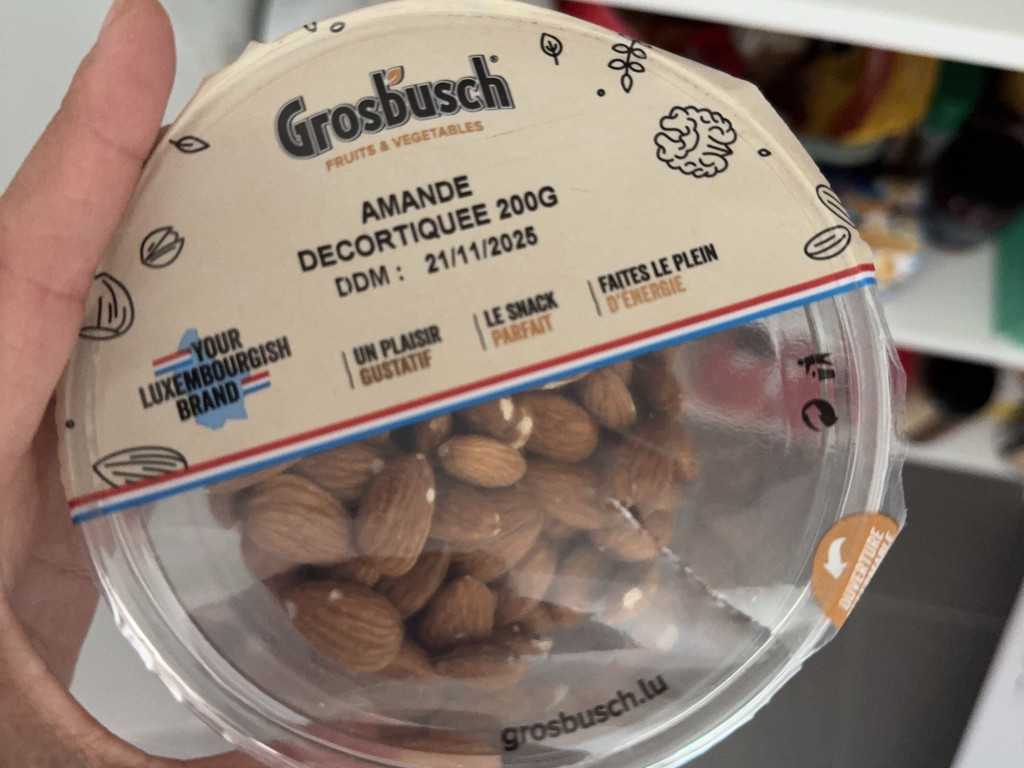 Grosbusch
FRUITS & VEGETABLES
AMANDE
DECORTIQUEE 200G
DDM : 21/11/2025
YOUR
LUXEMBOURGISH
BRAND
UN PLAISIR
GUSTATIF
LE SNACK
PARFAIT
FAITES LE PLEIN
D'ÉNERGIE
OUVERTURE
grosbusch.lu